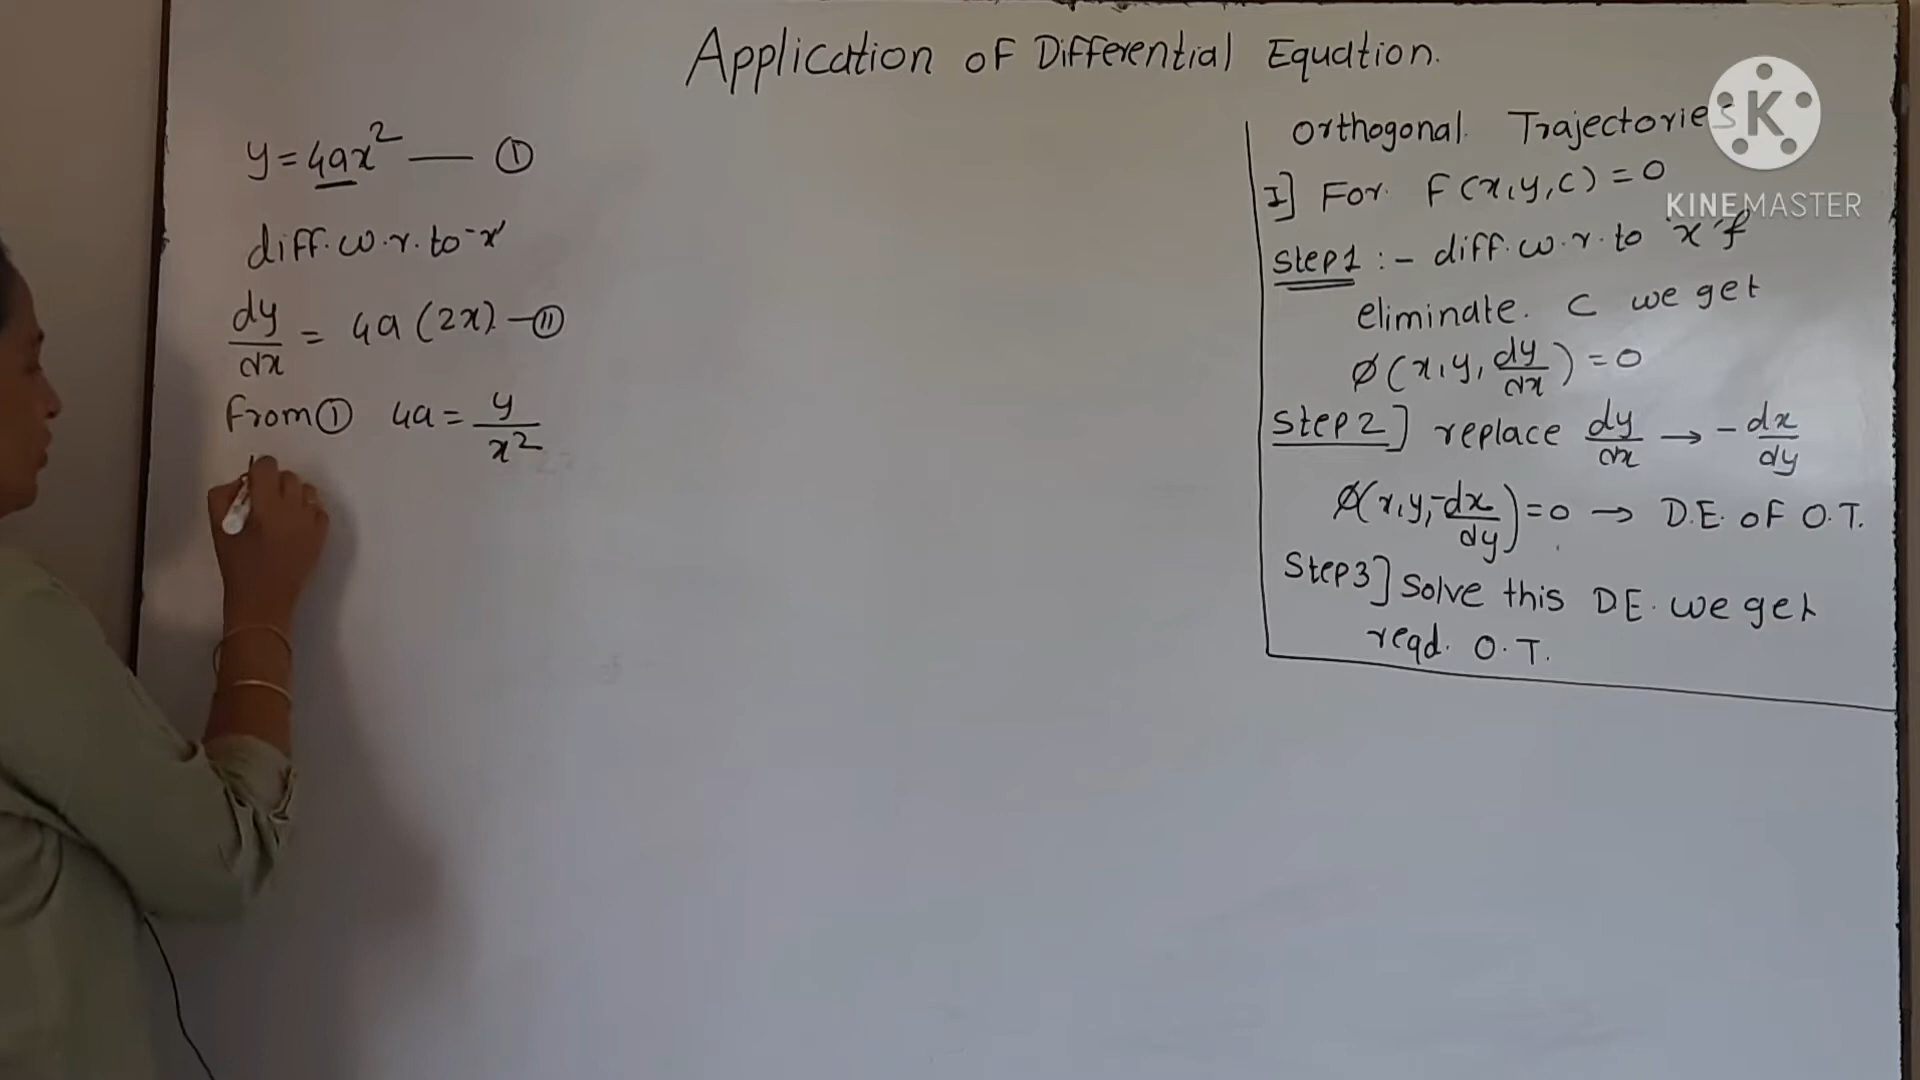 Application of Differential Equation.
y = 4ax² — ①
diff. w.r. to 'x'
dy/dx = 4a (2x) — ⑪
From ① 4a = y/x²
Orthogonal Trajectories
I] For F(x,y,c) = 0
Step1 :- diff. w.r. to 'x' &
eliminate. c we get
∅(x,y, dy/dx) = 0
Step 2] replace dy/dx → - dx/dy
∅(x,y,-dx/dy) = 0 → D.E. of O.T.
Step3] Solve this D.E. we get
reqd. O.T.
K
KINEMASTER